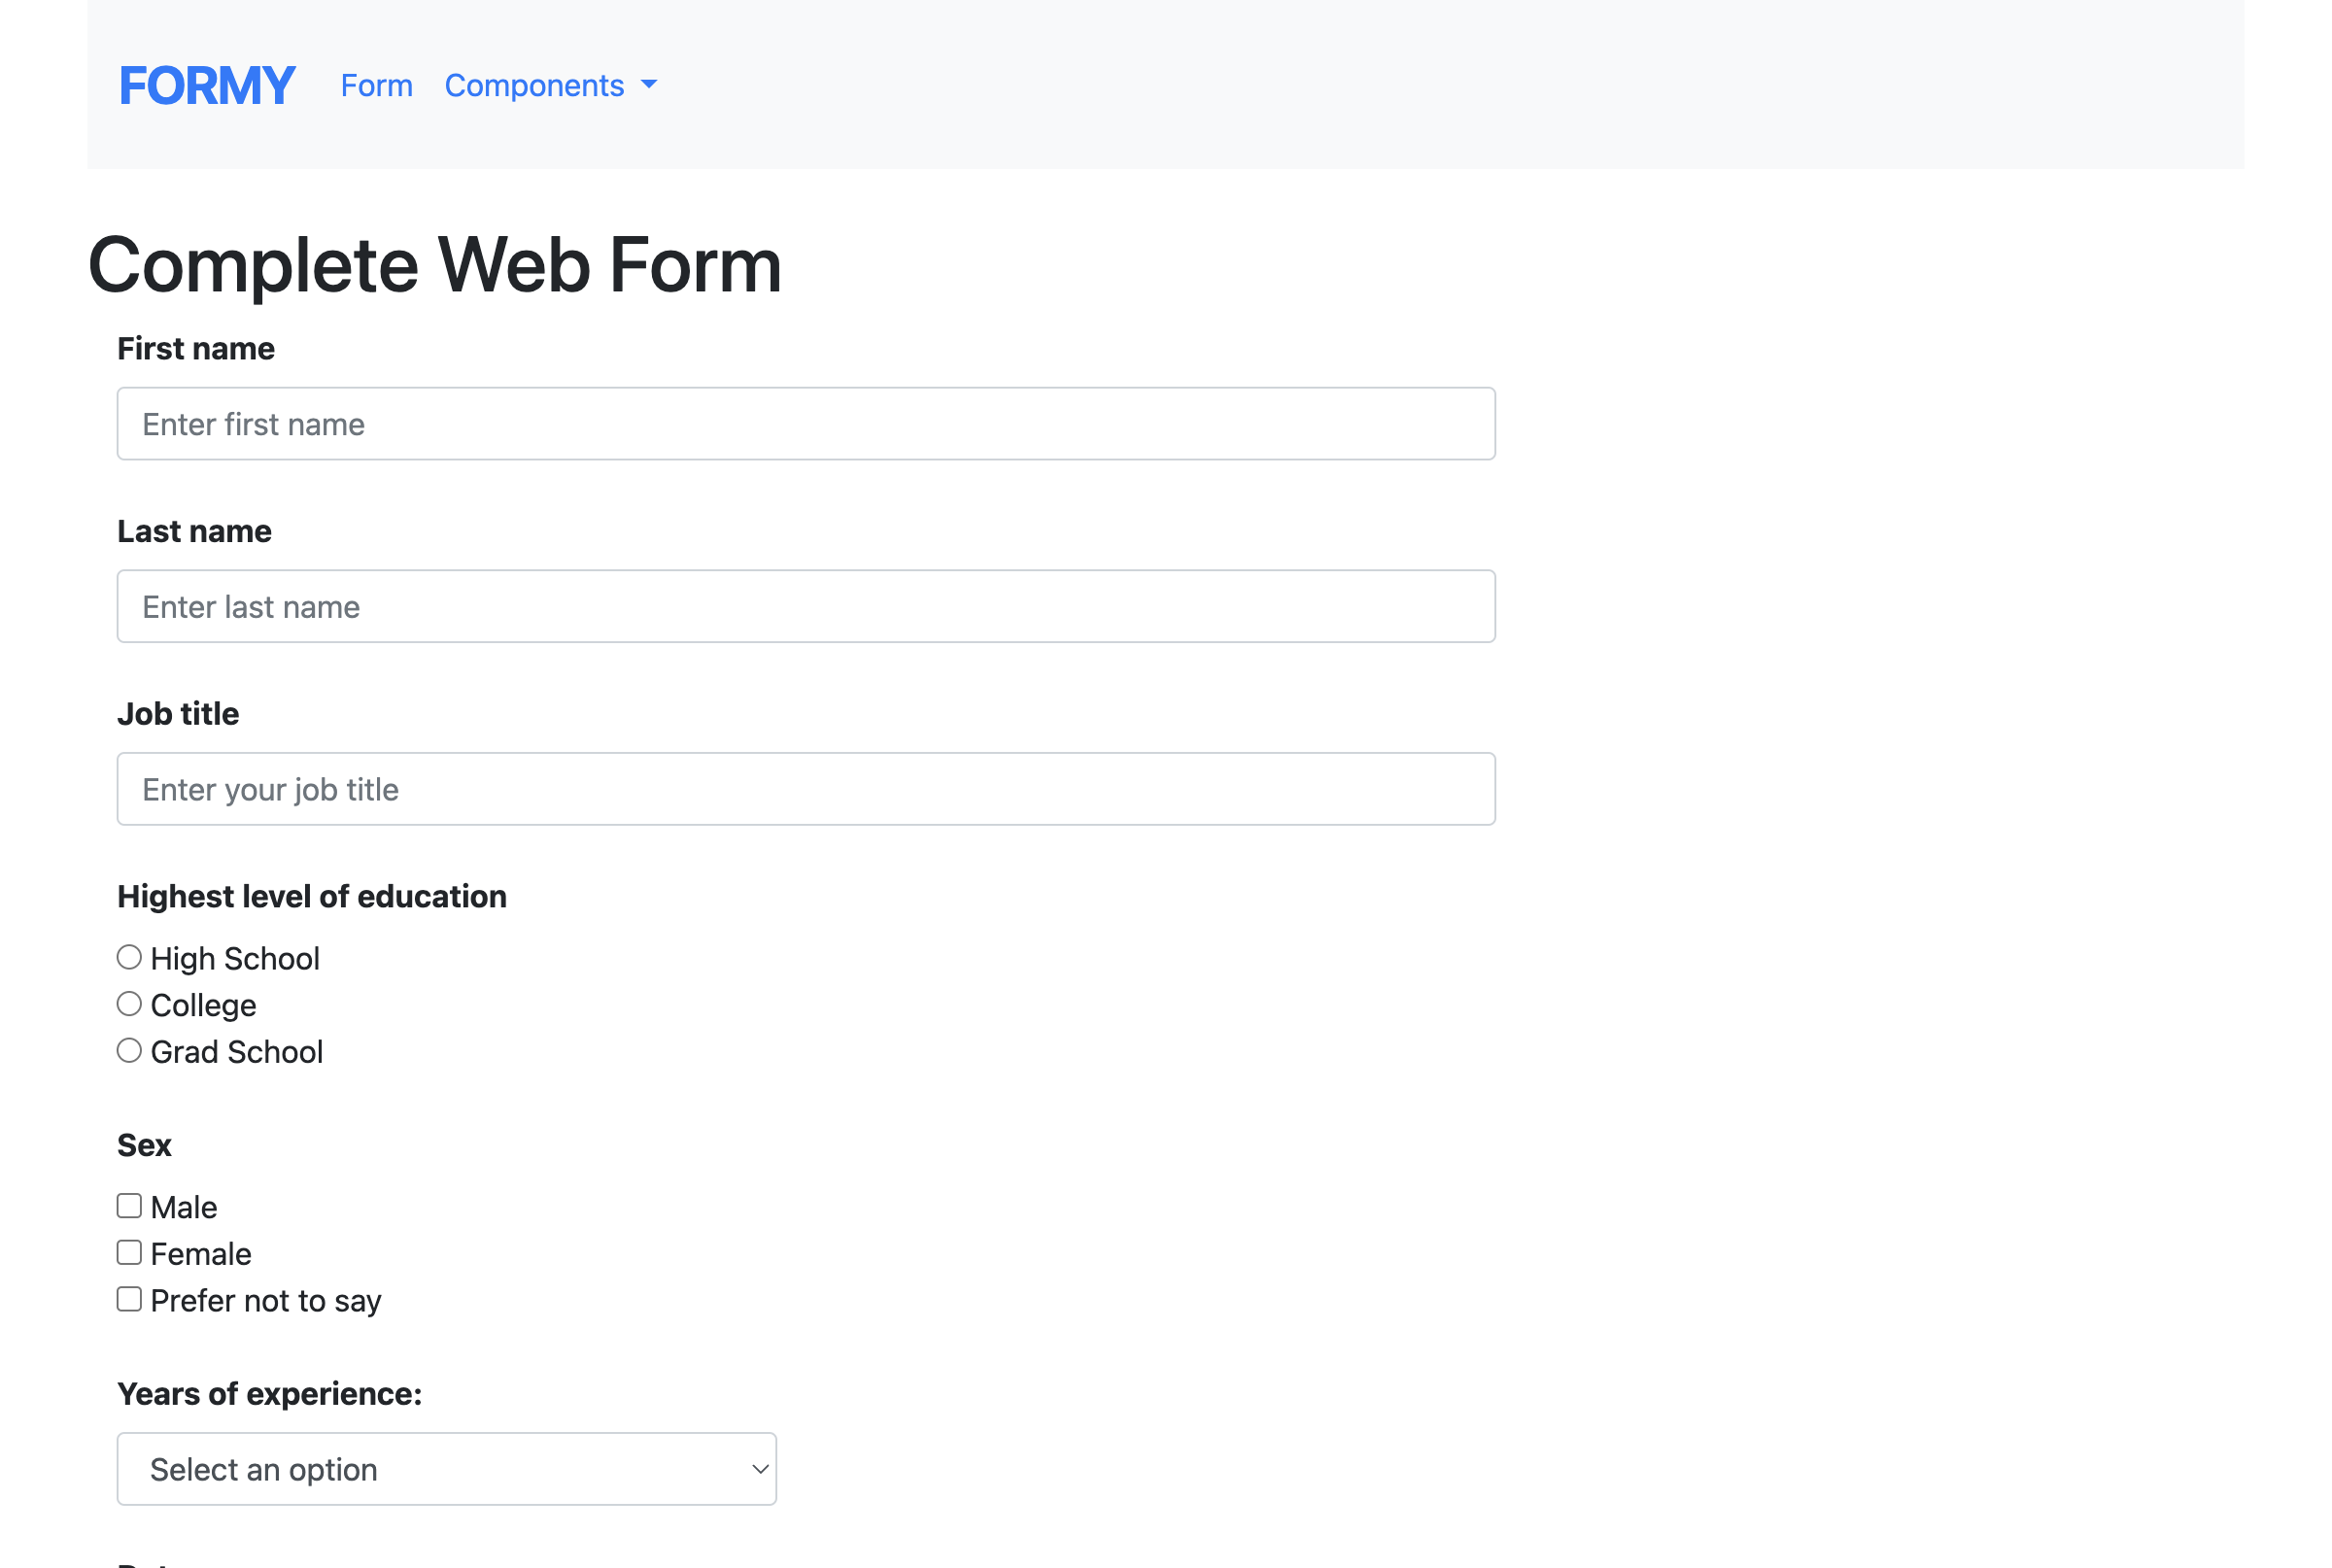 FORMY Form Components
Complete Web Form
First name
Enter first name
Last name
Enter last name
Job title
Enter your job title
Highest level of education
High School
College
Grad School
Sex
Male
Female
Prefer not to say
Years of experience:
Select an option